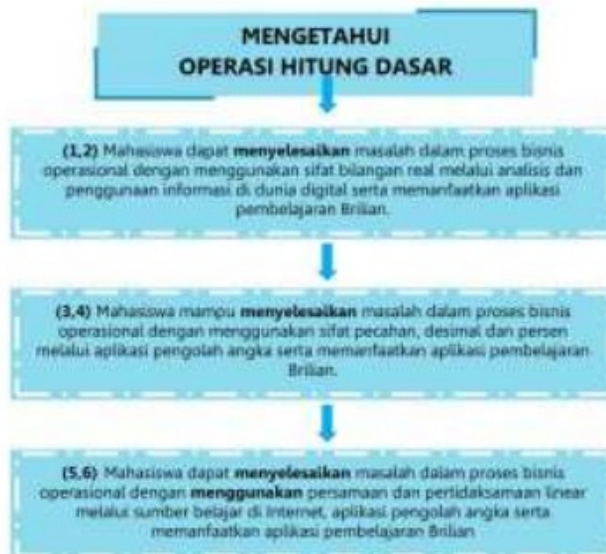 MENGETAHUI
OPERASI HITUNG DASAR
(1,2) Mahasiswa dapat menyelesaikan masalah dalam proses bisnis
operasional dengan menggunakan sifat bilangan real melalui analisis dan
penggunaan informasi di dunia digital serta memanfaatkan aplikasi
pembelajaran Brilian.
(3,4) Mahasiswa mampu menyelesaikan masalah dalam proses bisnis
operasional dengan menggunakan sifat pecahan, desimal dan persen
melalui aplikasi pengolah angka serta memanfaatkan aplikasi pembelajaran
Brilian.
(5,6) Mahasiswa dapat menyelesaikan masalah dalam proses bisnis
operasional dengan menggunakan persamaan dan pertidaksamaan linear
melalui sumber belajar di Internet, aplikasi pengolah angka serta
memanfaatkan aplikasi pembelajaran Brilian